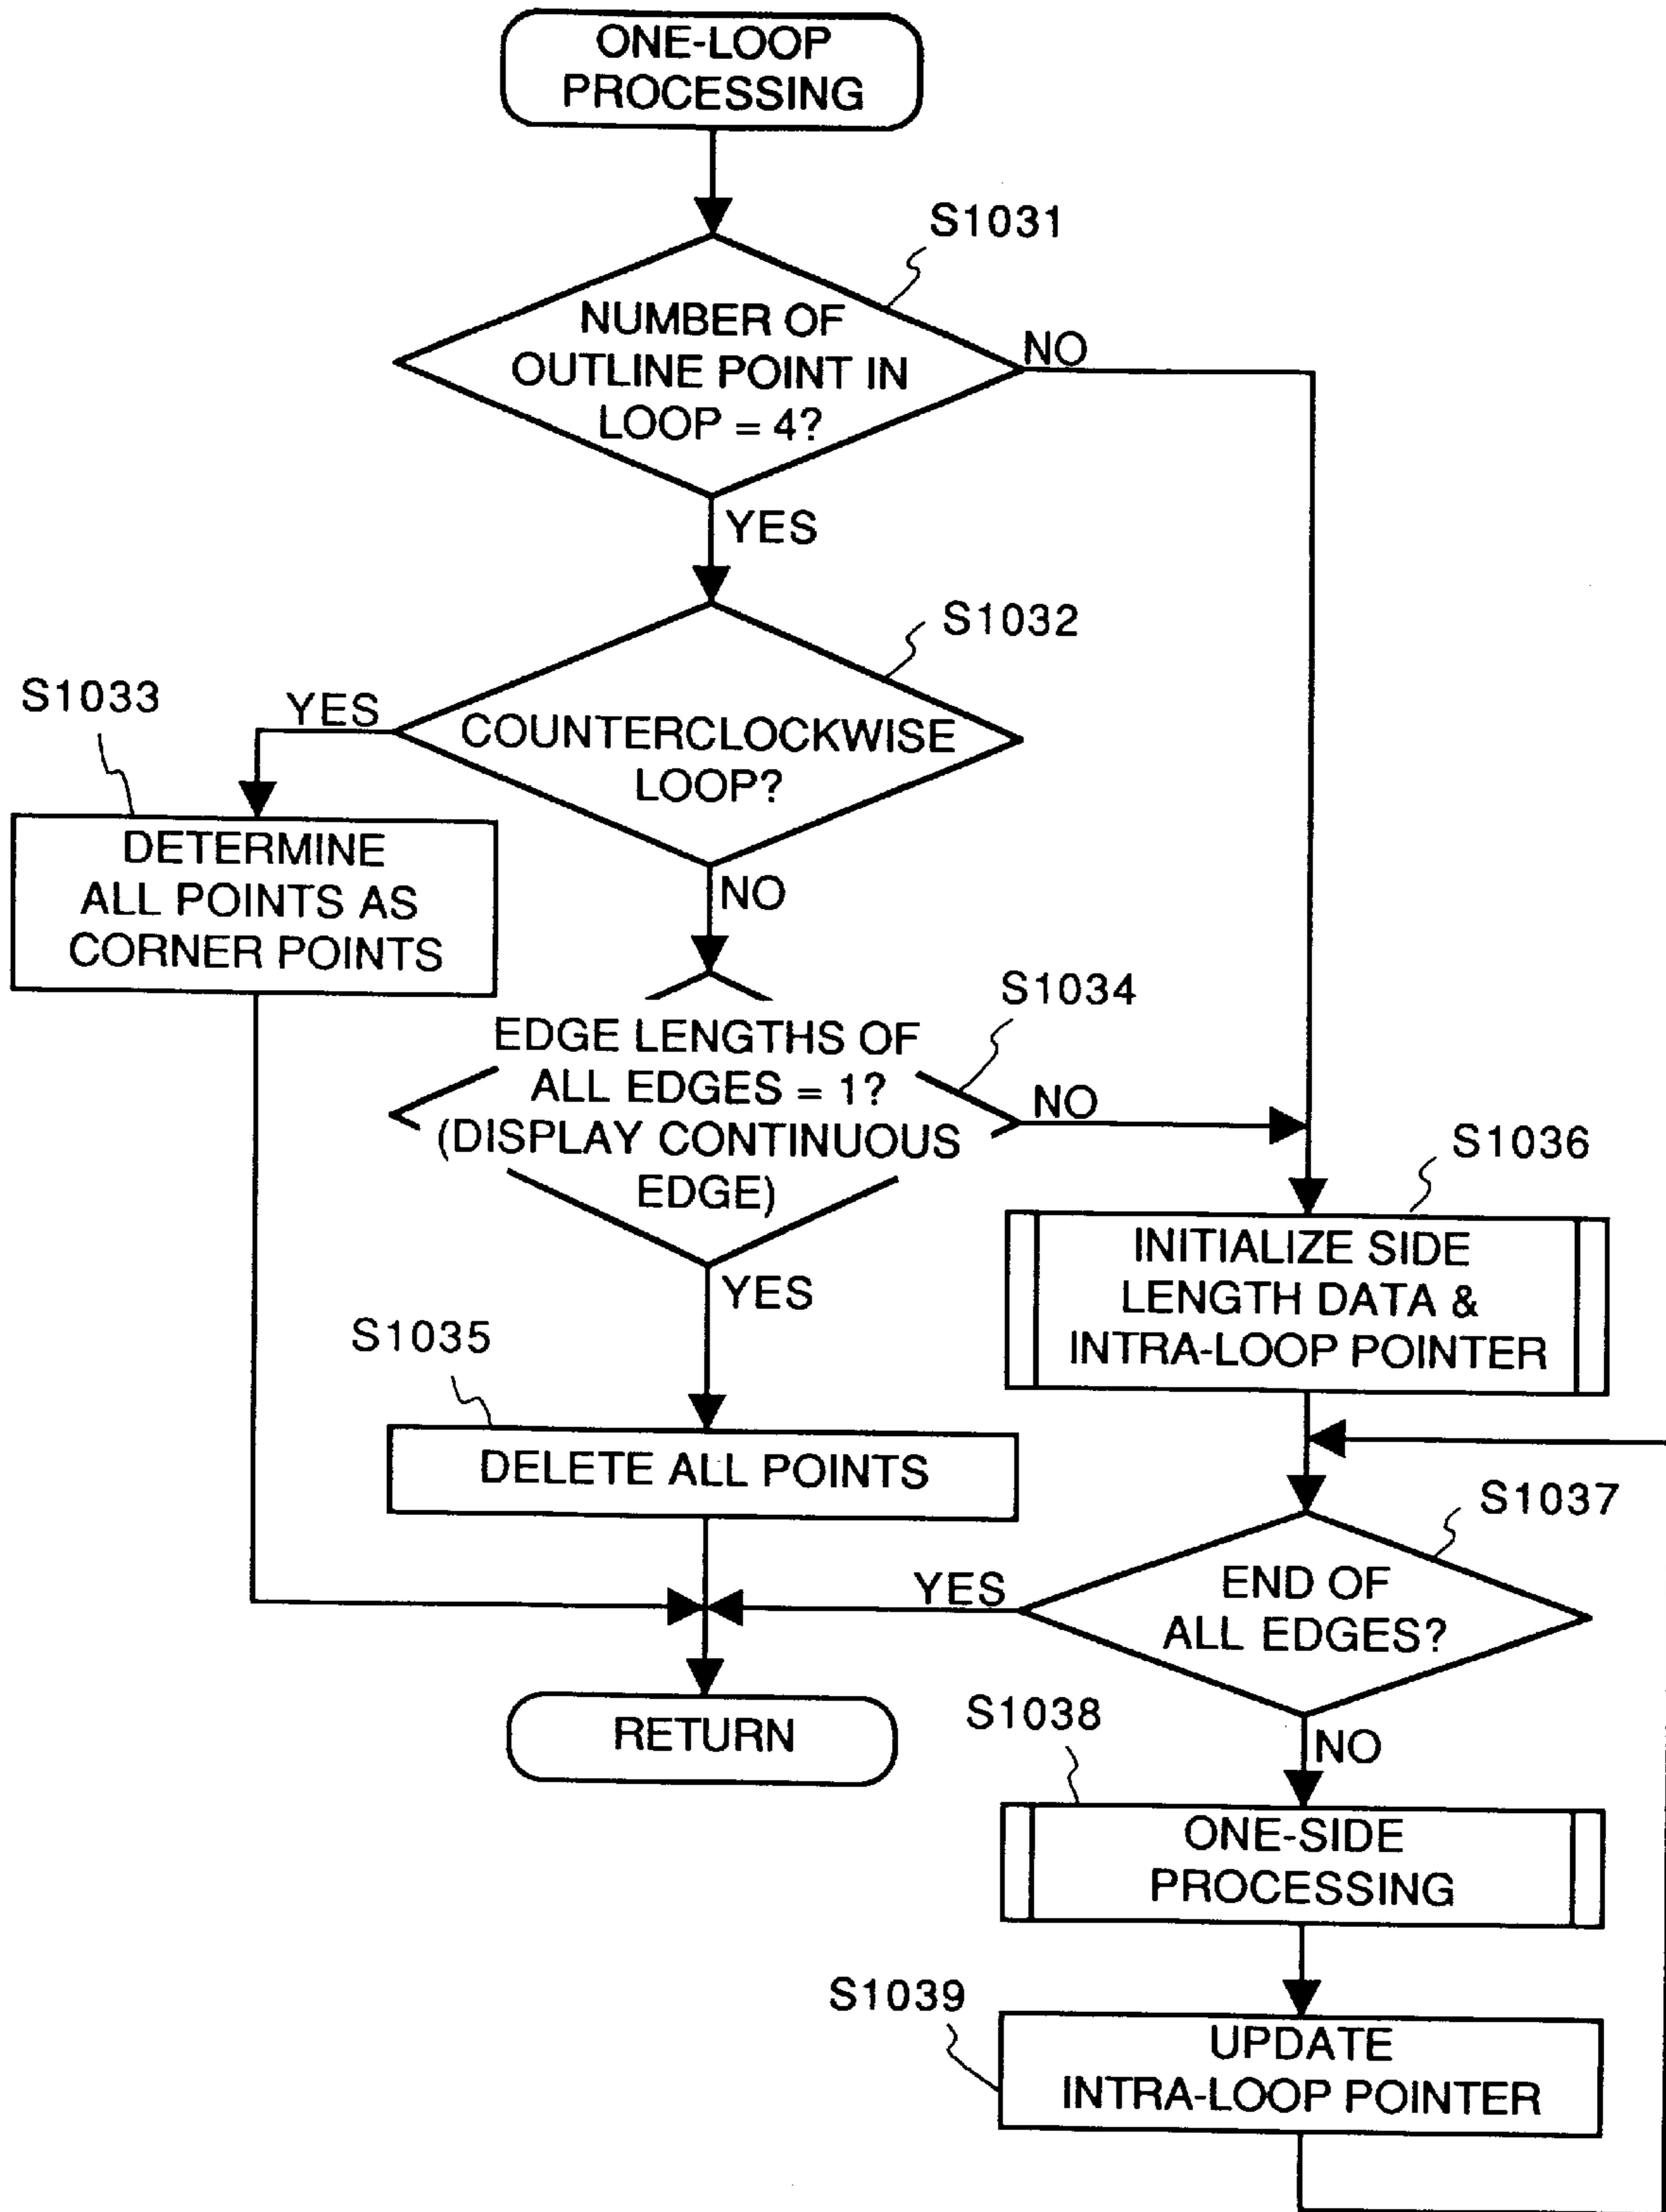 ONE-LOOP
PROCESSING
S1031
NUMBER OF
OUTLINE POINT IN
LOOP = 4?
NO
YES
S1032
COUNTERCLOCKWISE
LOOP?
YES
S1033
DETERMINE
ALL POINTS AS
CORNER POINTS
NO
S1034
EDGE LENGTHS OF
ALL EDGES = 1?
(DISPLAY CONTINUOUS
EDGE)
NO
YES
S1035
DELETE ALL POINTS
S1036
INITIALIZE SIDE
LENGTH DATA &
INTRA-LOOP POINTER
S1037
END OF
ALL EDGES?
YES
RETURN
NO
S1038
ONE-SIDE
PROCESSING
S1039
UPDATE
INTRA-LOOP POINTER